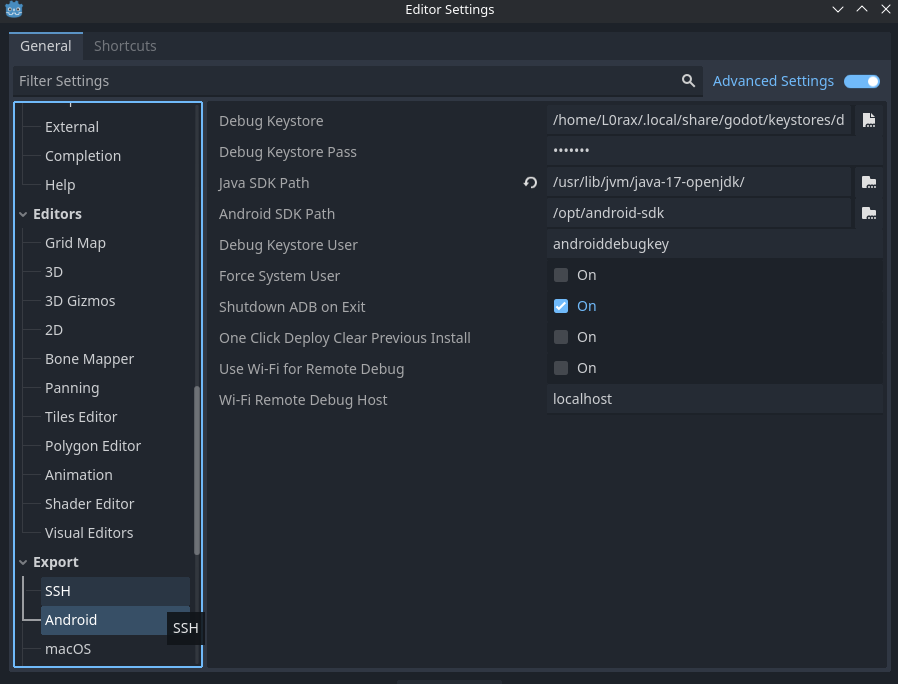 Editor Settings
General Shortcuts
Filter Settings Advanced Settings
External
Completion
Help
Editors
Grid Map
3D
3D Gizmos
2D
Bone Mapper
Panning
Tiles Editor
Polygon Editor
Animation
Shader Editor
Visual Editors
Export
SSH
Android
SSH
macOS
Debug Keystore /home/L0rax/.local/share/godot/keystores/d
Debug Keystore Pass •••••••
Java SDK Path /usr/lib/jvm/java-17-openjdk/
Android SDK Path /opt/android-sdk
Debug Keystore User androiddebugkey
Force System User On
Shutdown ADB on Exit On
One Click Deploy Clear Previous Install On
Use Wi-Fi for Remote Debug On
Wi-Fi Remote Debug Host localhost